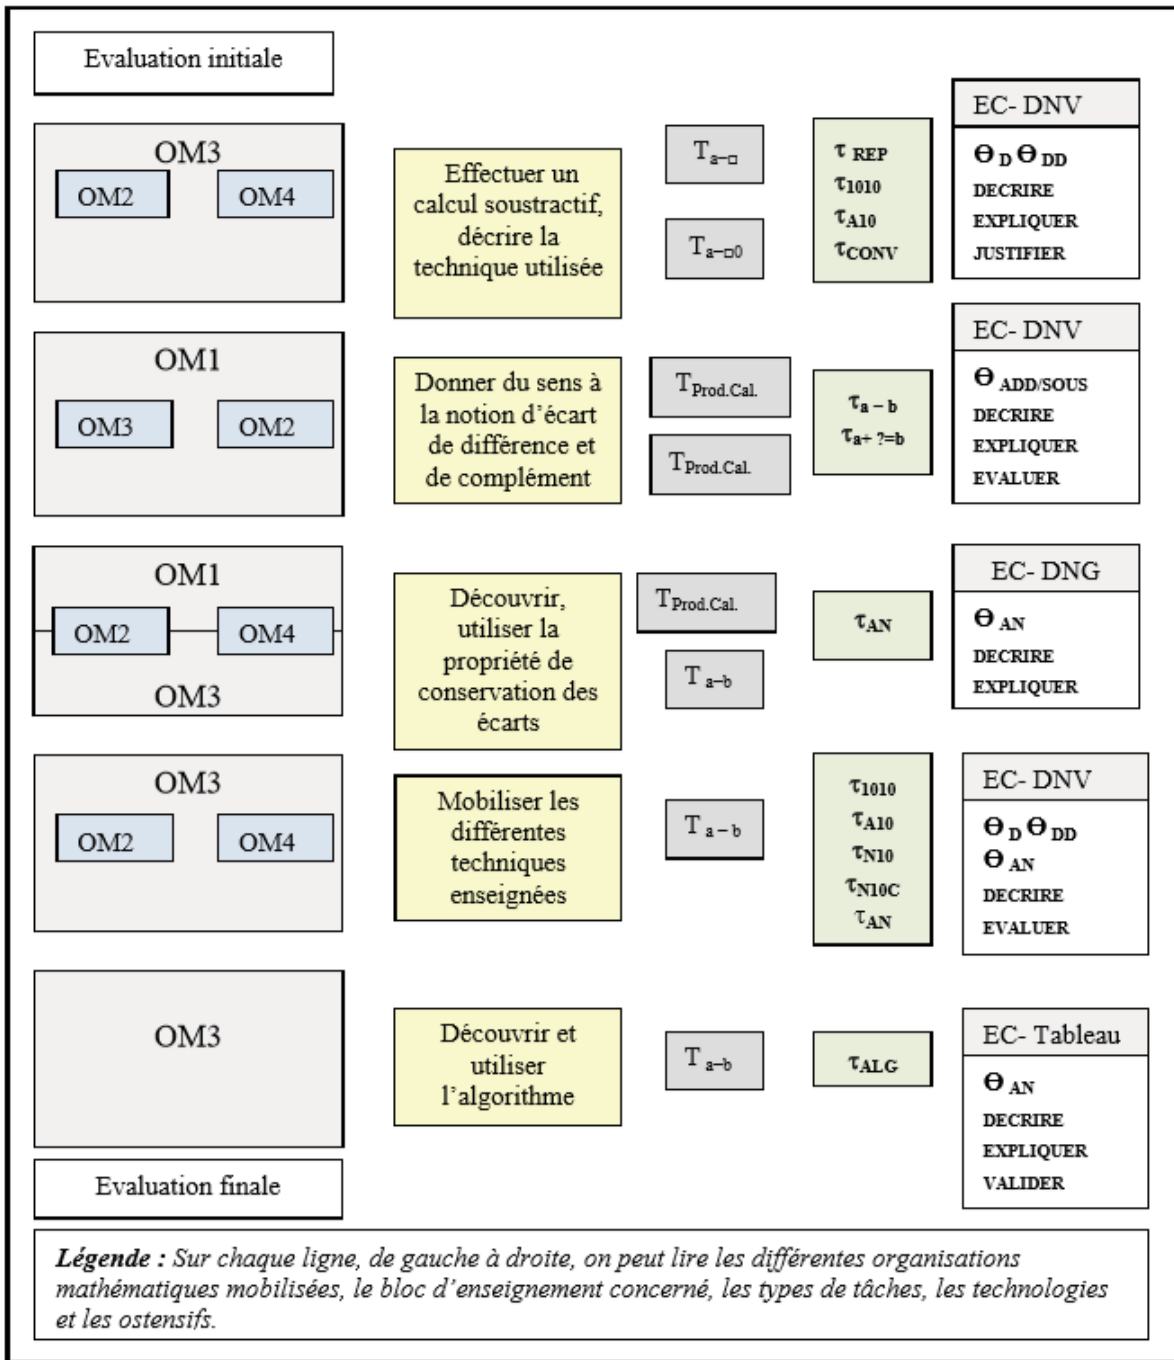 Evaluation initiale
OM3
OM2
OM4
Effectuer un
calcul soustractif,
décrire la
technique utilisée
T a–□
T a–□0
τ REP
τ1010
τA10
τCONV
EC- DNV
Θ D Θ DD
DECRIRE
EXPLIQUER
JUSTIFIER
OM1
OM3
OM2
Donner du sens à
la notion d'écart
de différence et
de complément
TProd.Cal.
TProd.Cal.
τa – b
τa+ ?=b
EC- DNV
Θ ADD/SOUS
DECRIRE
EXPLIQUER
EVALUER
OM1
OM2
OM4
OM3
Découvrir,
utiliser la
propriété de
conservation des
écarts
TProd.Cal.
T a–b
τAN
EC- DNG
Θ AN
DECRIRE
EXPLIQUER
OM3
OM2
OM4
Mobiliser les
différentes
techniques
enseignées
T a – b
τ1010
τA10
τN10
τN10C
τAN
EC- DNV
Θ D Θ DD
Θ AN
DECRIRE
EVALUER
OM3
Découvrir et
utiliser
l'algorithme
T a–b
τALG
EC- Tableau
Θ AN
DECRIRE
EXPLIQUER
VALIDER
Evaluation finale
Légende : Sur chaque ligne, de gauche à droite, on peut lire les différentes organisations
mathématiques mobilisées, le bloc d'enseignement concerné, les types de tâches, les technologies
et les ostensifs.